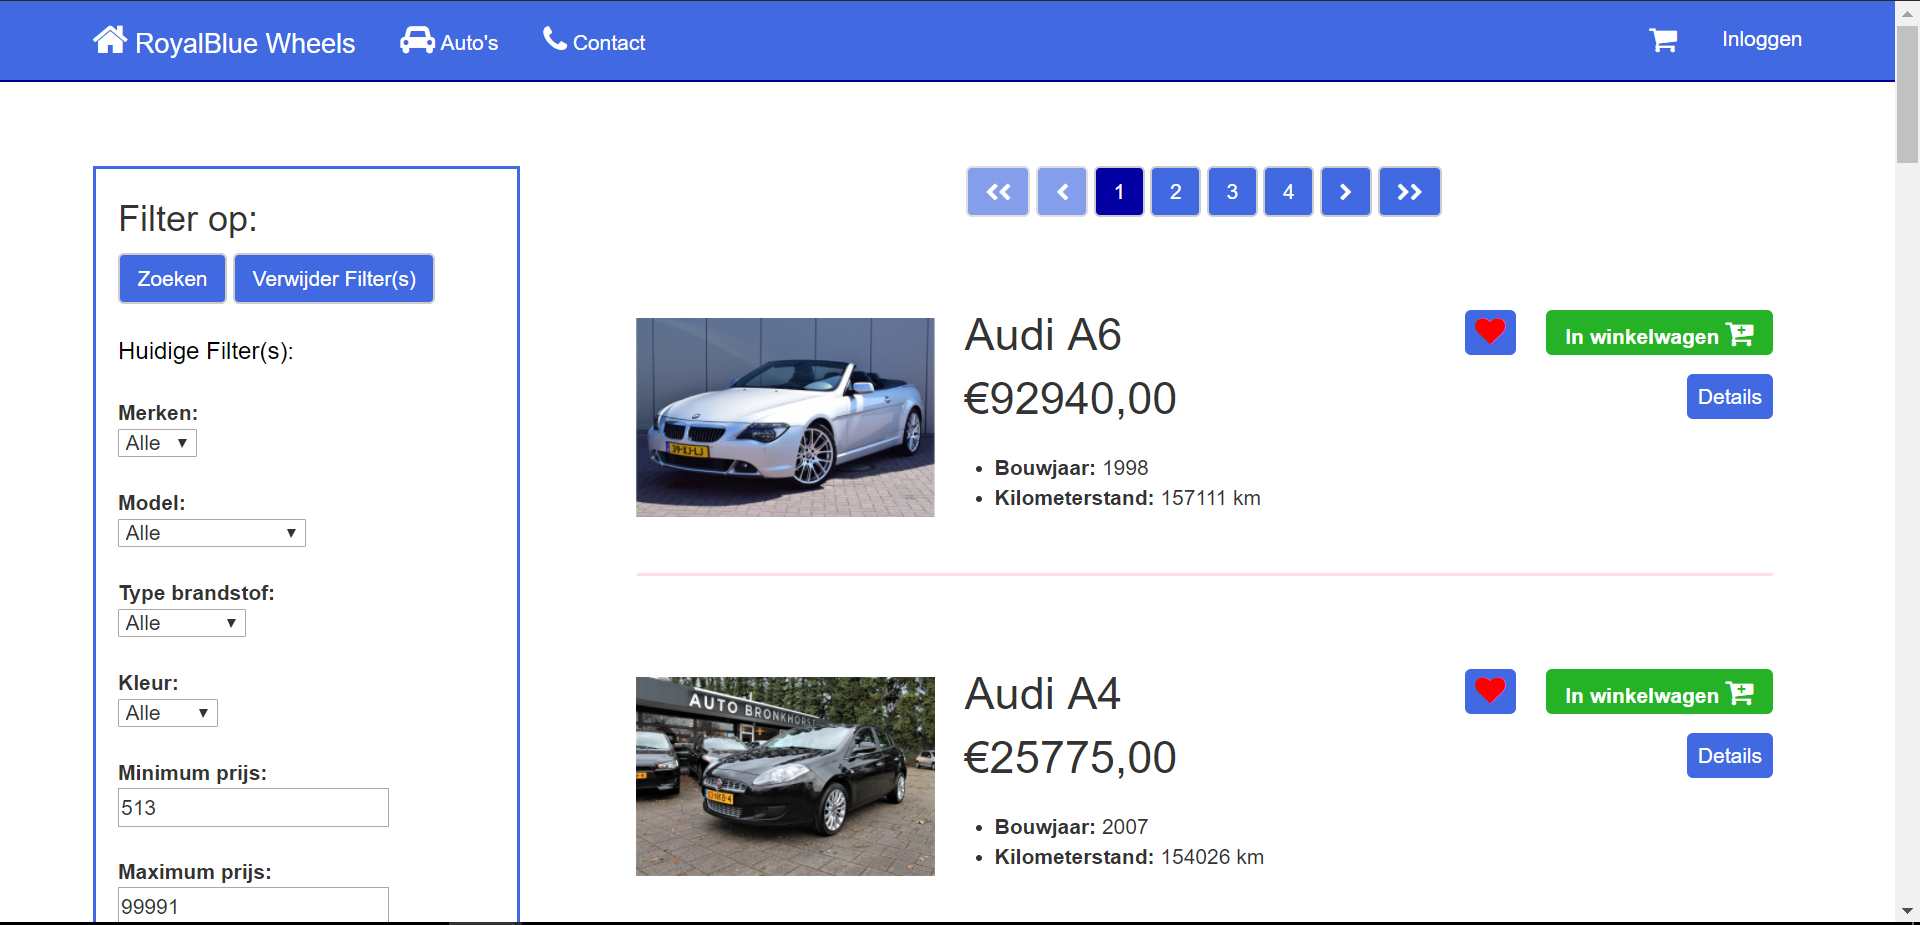 RoyalBlue Wheels Auto's Contact Inloggen
Filter op:
Zoeken Verwijder Filter(s)
Huidige Filter(s):
Merken:
Alle
Model:
Alle
Type brandstof:
Alle
Kleur:
Alle
Minimum prijs:
513
Maximum prijs:
99991
1 2 3 4
Audi A6
€92940,00
Bouwjaar: 1998
Kilometerstand: 157111 km
In winkelwagen
Details
39-XJ-LJ
Audi A4
€25775,00
Bouwjaar: 2007
Kilometerstand: 154026 km
In winkelwagen
Details
AUTO BRONKHORST